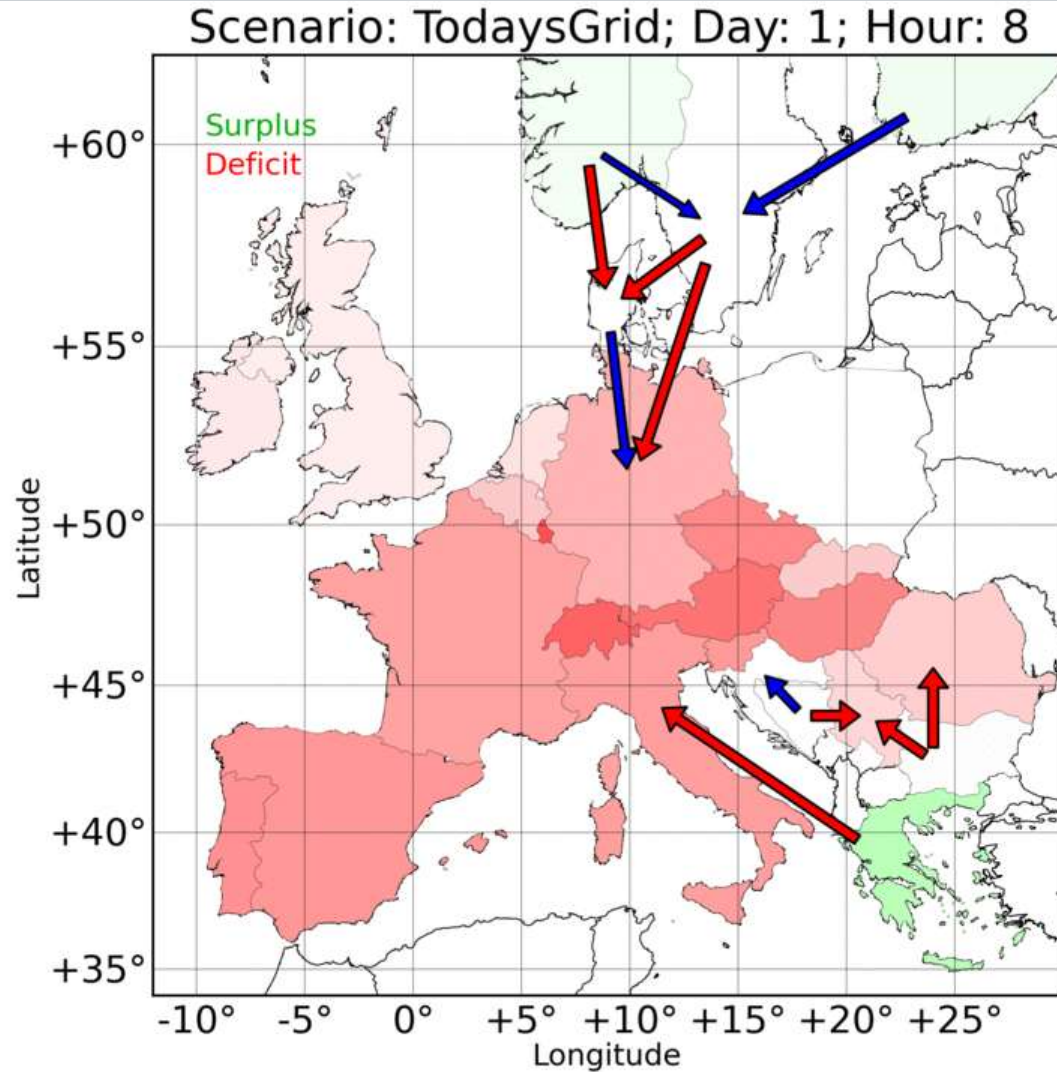 Scenario: TodaysGrid; Day: 1; Hour: 8
Surplus
Deficit
+60°
+55°
+50°
+45°
+40°
+35°
Latitude
-10° -5° 0° +5° +10° +15° +20° +25°
Longitude